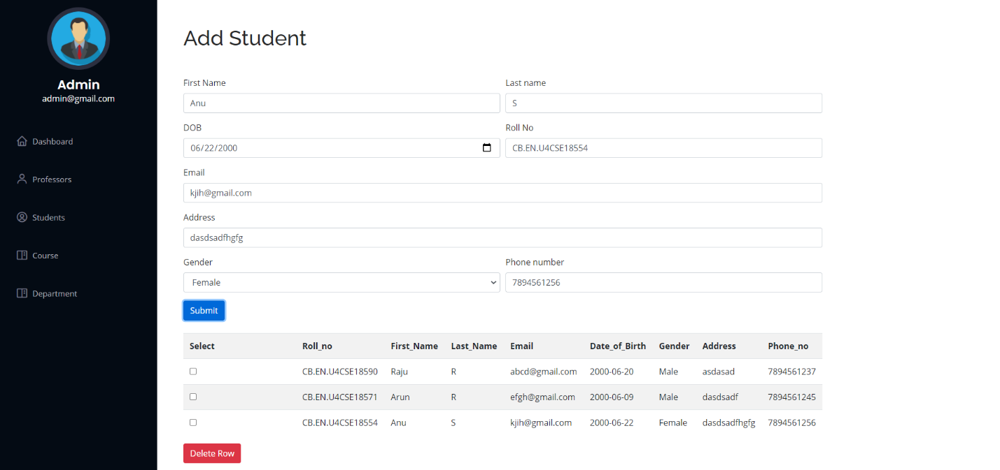 Admin
admin@gmail.com
Dashboard
Professors
Students
Course
Department
Add Student
First Name Last name
Anu S
DOB Roll No
06/22/2000 CB.EN.U4CSE18554
Email
kjih@gmail.com
Address
dasdsadfhgfg
Gender Phone number
Female 7894561256
Submit
Select Roll_no First_Name Last_Name Email Date_of_Birth Gender Address Phone_no
CB.EN.U4CSE18590 Raju R abcd@gmail.com 2000-06-20 Male asdasad 7894561237
CB.EN.U4CSE18571 Arun R efgh@gmail.com 2000-06-09 Male dasdsadf 7894561245
CB.EN.U4CSE18554 Anu S kjih@gmail.com 2000-06-22 Female dasdsadfhgfg 7894561256
Delete Row